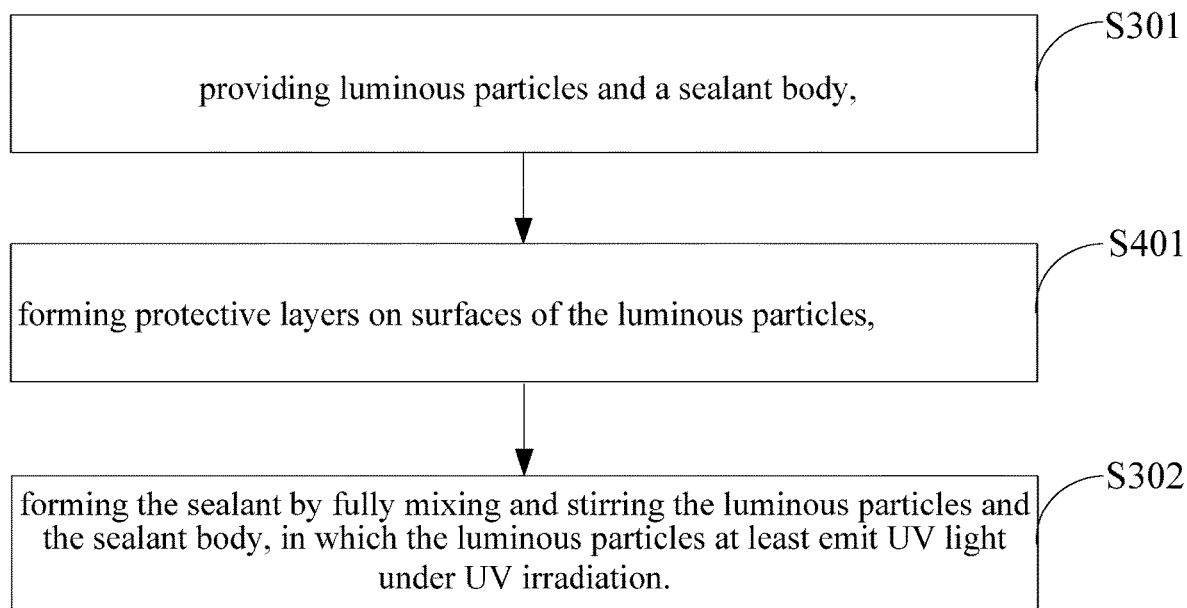 S301
providing luminous particles and a sealant body,
S401
forming protective layers on surfaces of the luminous particles,
S302
forming the sealant by fully mixing and stirring the luminous particles and
the sealant body, in which the luminous particles at least emit UV light
under UV irradiation.